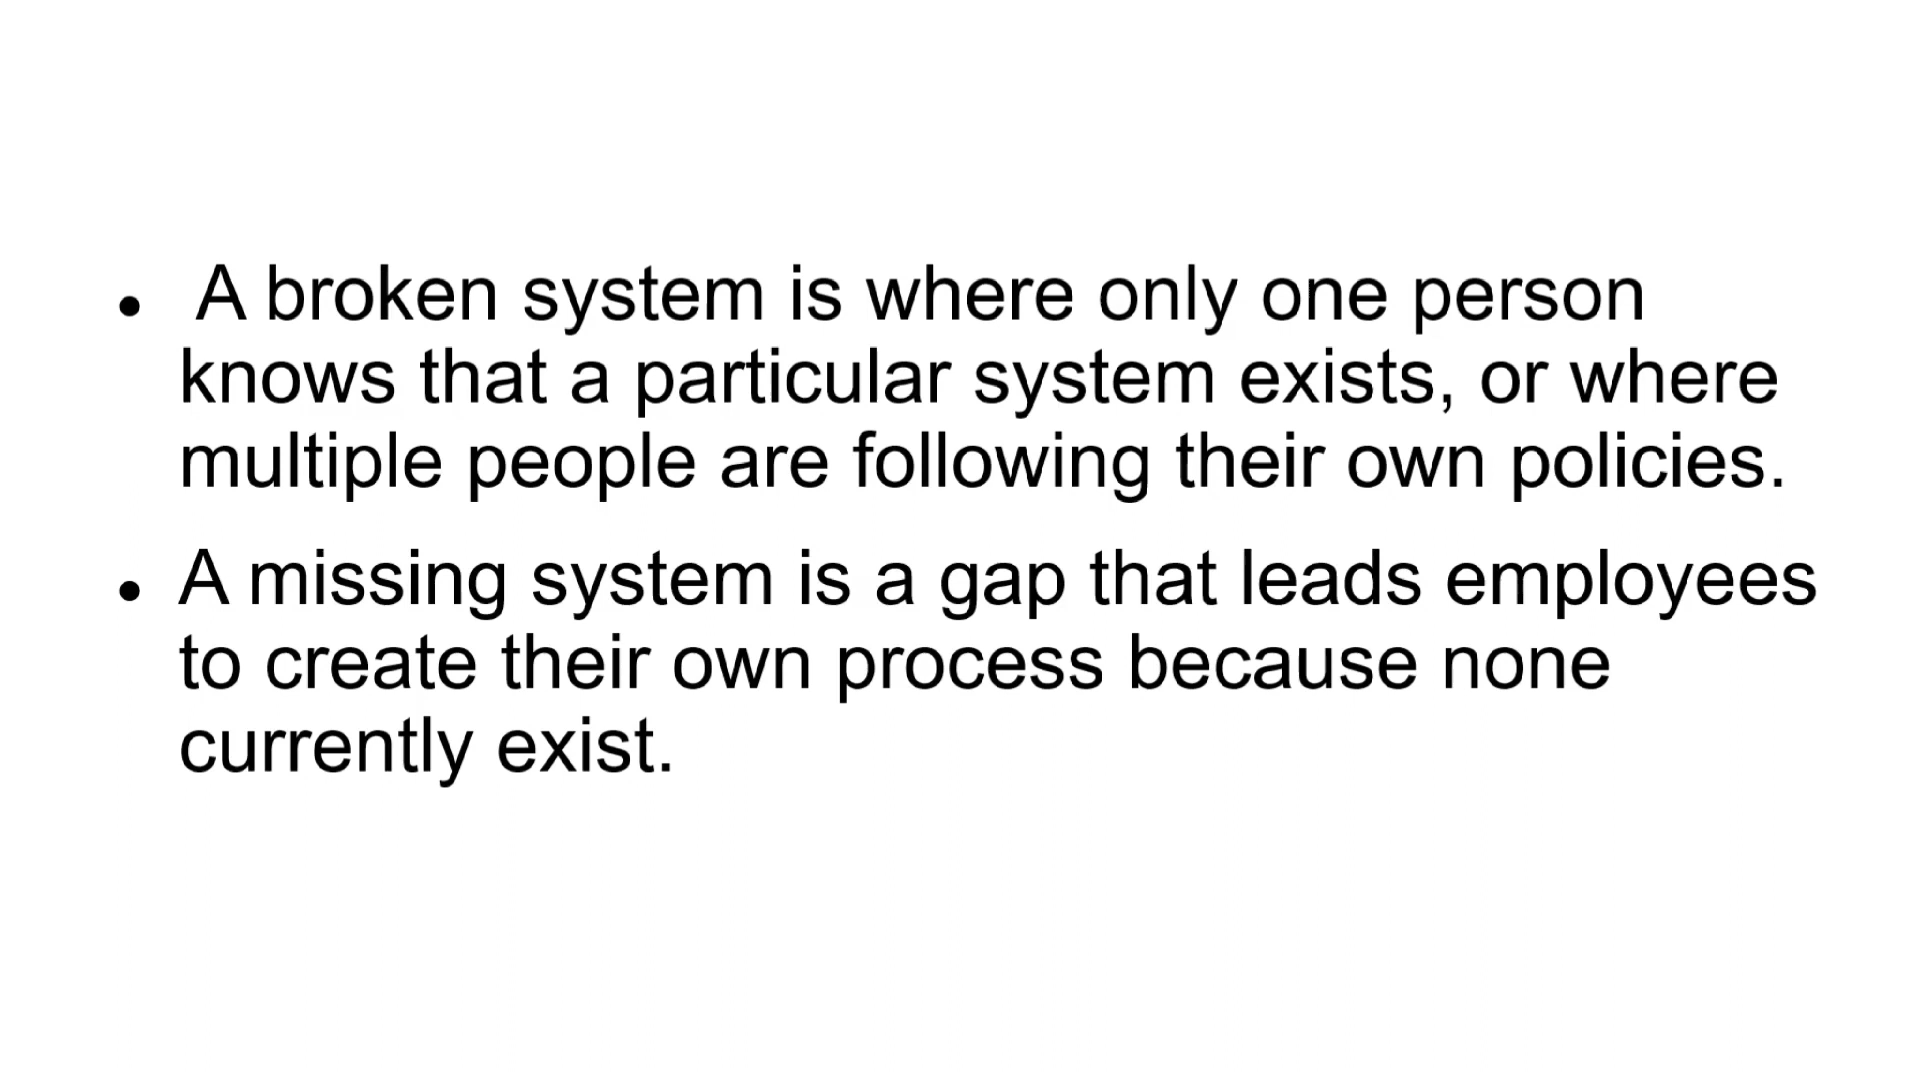 • A broken system is where only one person
knows that a particular system exists, or where
multiple people are following their own policies.
• A missing system is a gap that leads employees
to create their own process because none
currently exist.